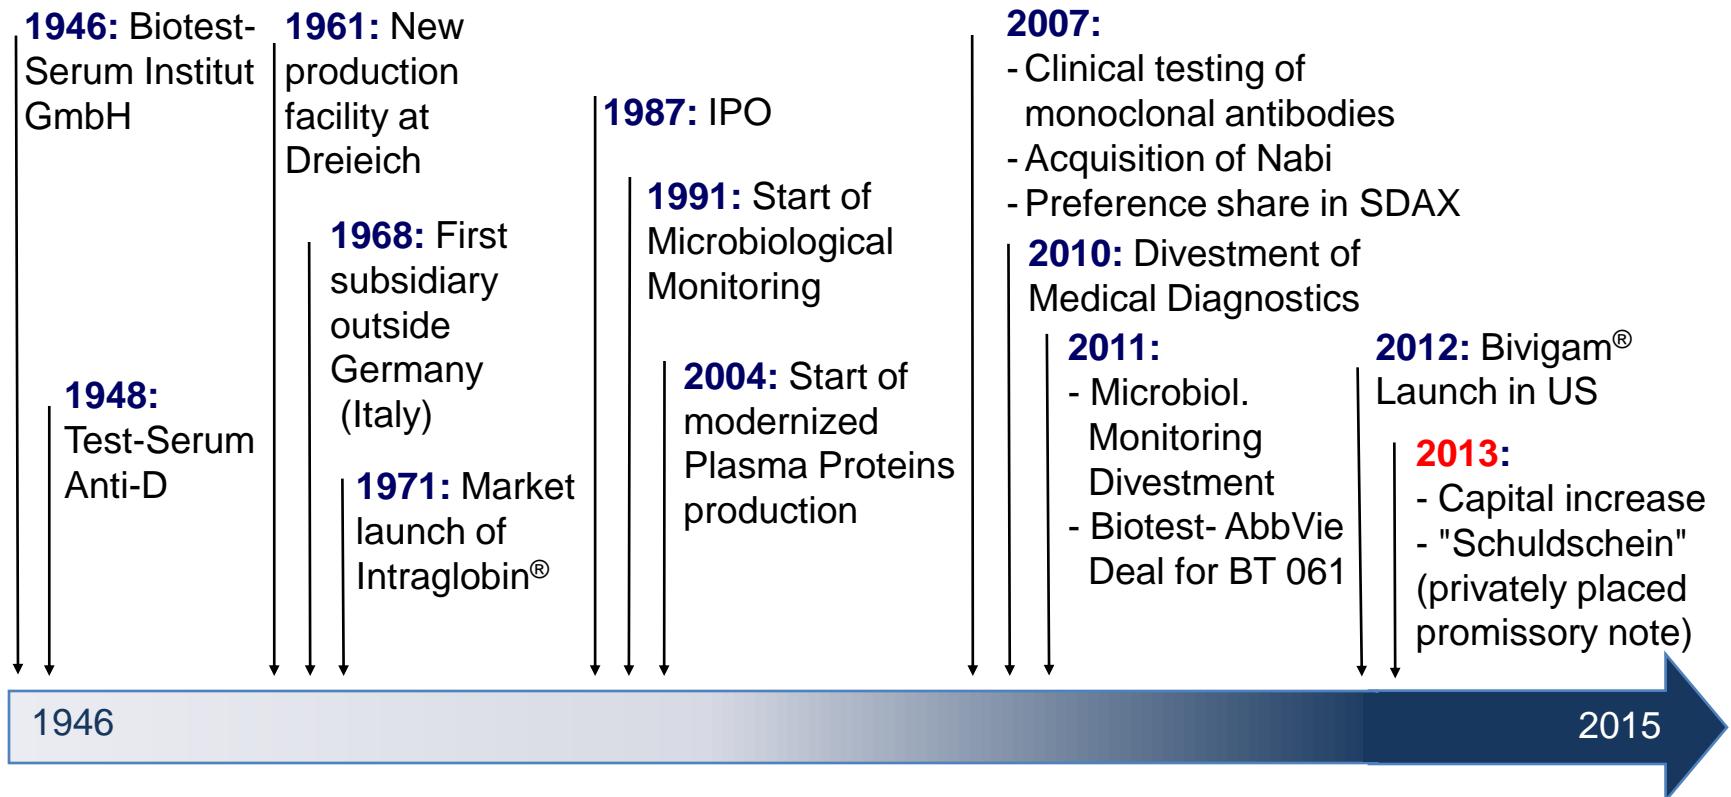 1946: Biotest-
Serum Institut
GmbH
1948:
Test-Serum
Anti-D
1961: New
production
facility at
Dreieich
1968: First
subsidiary
outside
Germany
(Italy)
1971: Market
launch of
Intraglobin®
1987: IPO
1991: Start of
Microbiological
Monitoring
2004: Start of
modernized
Plasma Proteins
production
2007:
- Clinical testing of
monoclonal antibodies
- Acquisition of Nabi
- Preference share in SDAX
2010: Divestment of
Medical Diagnostics
2011:
- Microbiol.
Monitoring
Divestment
- Biotest- AbbVie
Deal for BT 061
2012: Bivigam®
Launch in US
2013:
- Capital increase
- "Schuldschein"
(privately placed
promissory note)
1946
2015